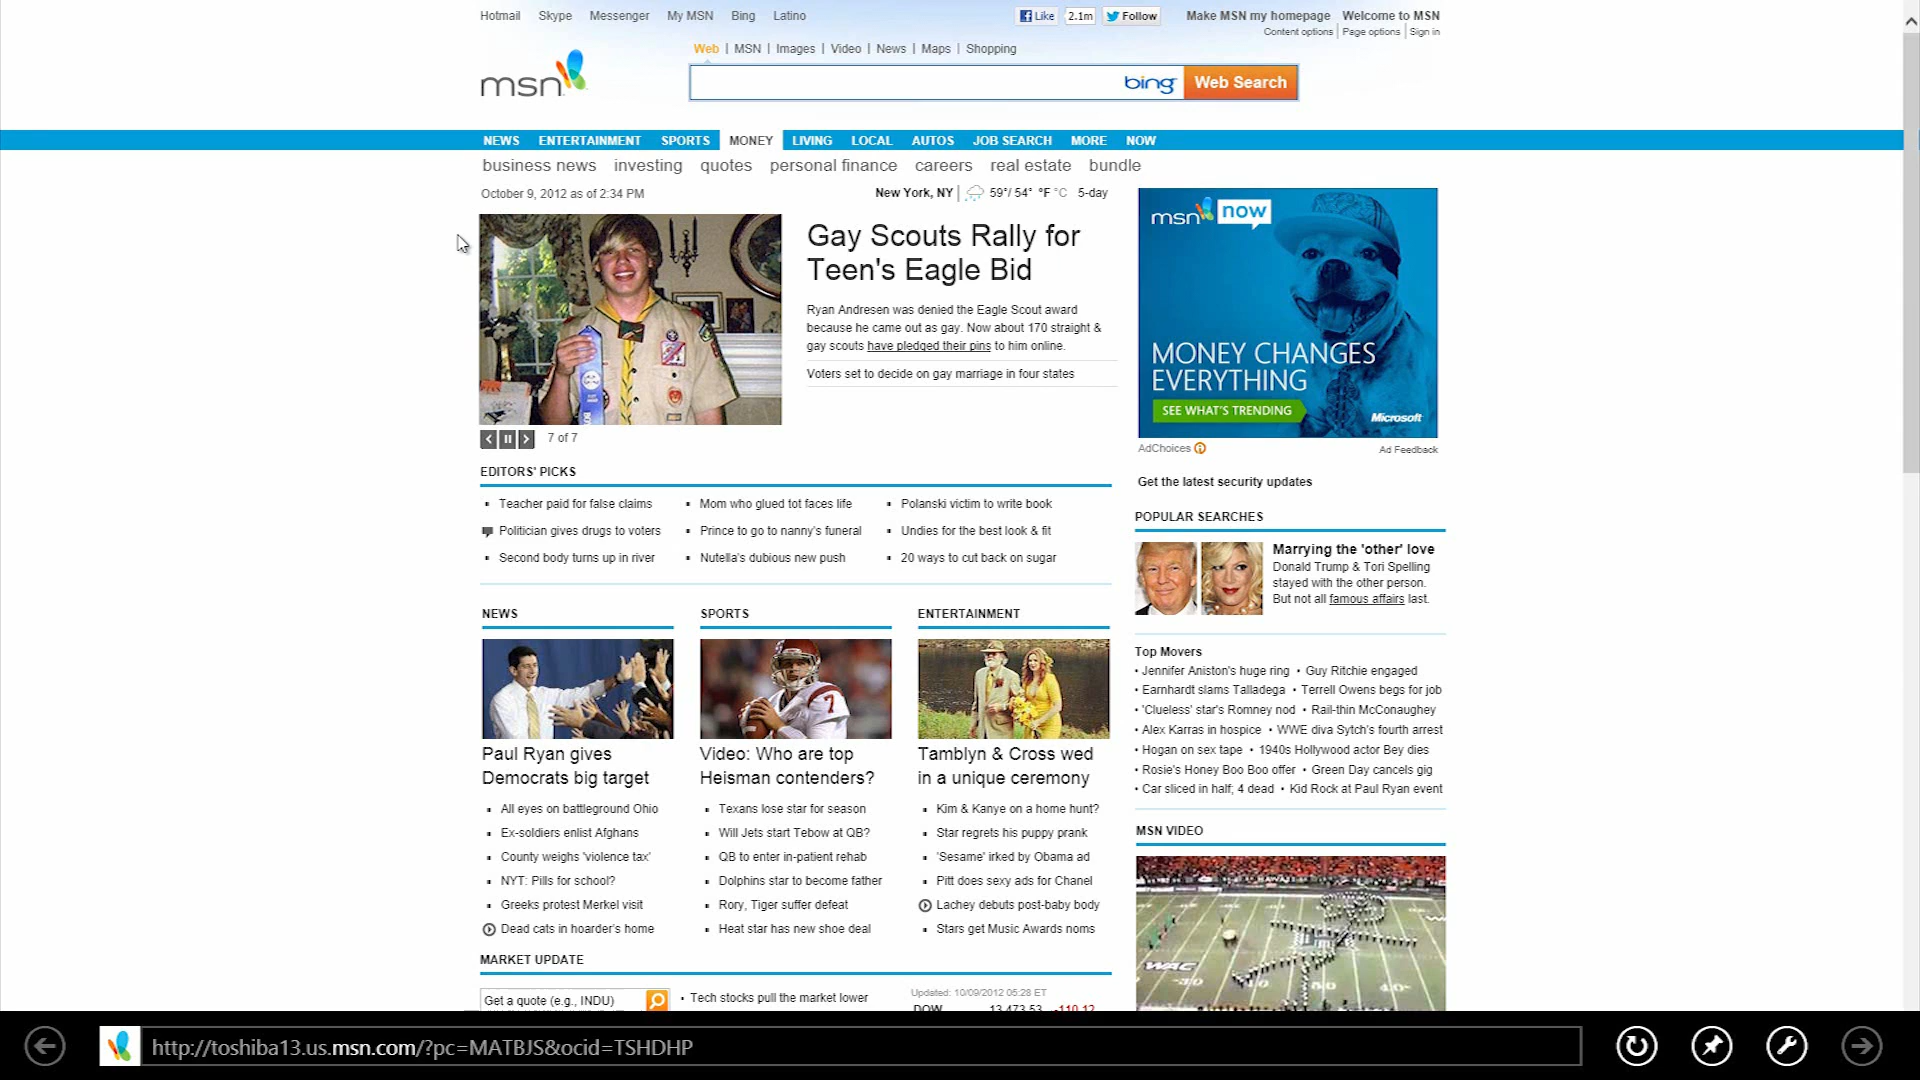 Hotmail Skype Messenger My MSN Bing Latino
Like 2.1m Follow
Make MSN my homepage Welcome to MSN
Content options | Page options | Sign in
Web | MSN | Images | Video | News | Maps | Shopping
msn
bing Web Search
NEWS ENTERTAINMENT SPORTS MONEY LIVING LOCAL AUTOS JOB SEARCH MORE NOW
business news investing quotes personal finance careers real estate bundle
October 9, 2012 as of 2:34 PM
New York, NY | 59°/ 54° °F °C 5-day
Gay Scouts Rally for
Teen's Eagle Bid
Ryan Andresen was denied the Eagle Scout award
because he came out as gay. Now about 170 straight &
gay scouts have pledged their pins to him online.
Voters set to decide on gay marriage in four states
7 of 7
msn now
MONEY CHANGES
EVERYTHING
SEE WHAT'S TRENDING
Microsoft
AdChoices
Ad Feedback
EDITORS' PICKS
Teacher paid for false claims
Politician gives drugs to voters
Second body turns up in river
Mom who glued tot faces life
Prince to go to nanny's funeral
Nutella's dubious new push
Polanski victim to write book
Undies for the best look & fit
20 ways to cut back on sugar
Get the latest security updates
POPULAR SEARCHES
Marrying the 'other' love
Donald Trump & Tori Spelling
stayed with the other person.
But not all famous affairs last.
Top Movers
• Jennifer Aniston's huge ring • Guy Ritchie engaged
• Earnhardt slams Talladega • Terrell Owens begs for job
• 'Clueless' star's Romney nod • Rail-thin McConaughey
• Alex Karras in hospice • WWE diva Sytch's fourth arrest
• Hogan on sex tape • 1940s Hollywood actor Bey dies
• Rosie's Honey Boo Boo offer • Green Day cancels gig
• Car sliced in half; 4 dead • Kid Rock at Paul Ryan event
NEWS
Paul Ryan gives
Democrats big target
All eyes on battleground Ohio
Ex-soldiers enlist Afghans
County weighs 'violence tax'
NYT: Pills for school?
Greeks protest Merkel visit
Dead cats in hoarder's home
SPORTS
7
Video: Who are top
Heisman contenders?
Texans lose star for season
Will Jets start Tebow at QB?
QB to enter in-patient rehab
Dolphins star to become father
Rory, Tiger suffer defeat
Heat star has new shoe deal
ENTERTAINMENT
Tamblyn & Cross wed
in a unique ceremony
Kim & Kanye on a home hunt?
Star regrets his puppy prank
'Sesame' irked by Obama ad
Pitt does sexy ads for Chanel
Lachey debuts post-baby body
Stars get Music Awards noms
MSN VIDEO
WAC
MARKET UPDATE
Get a quote (e.g., INDU)
• Tech stocks pull the market lower
Updated: 10/09/2012 05:28 ET
DOW 13,473.53 -110.12
http://toshiba13.us.msn.com/?pc=MATBJS&ocid=TSHDHP